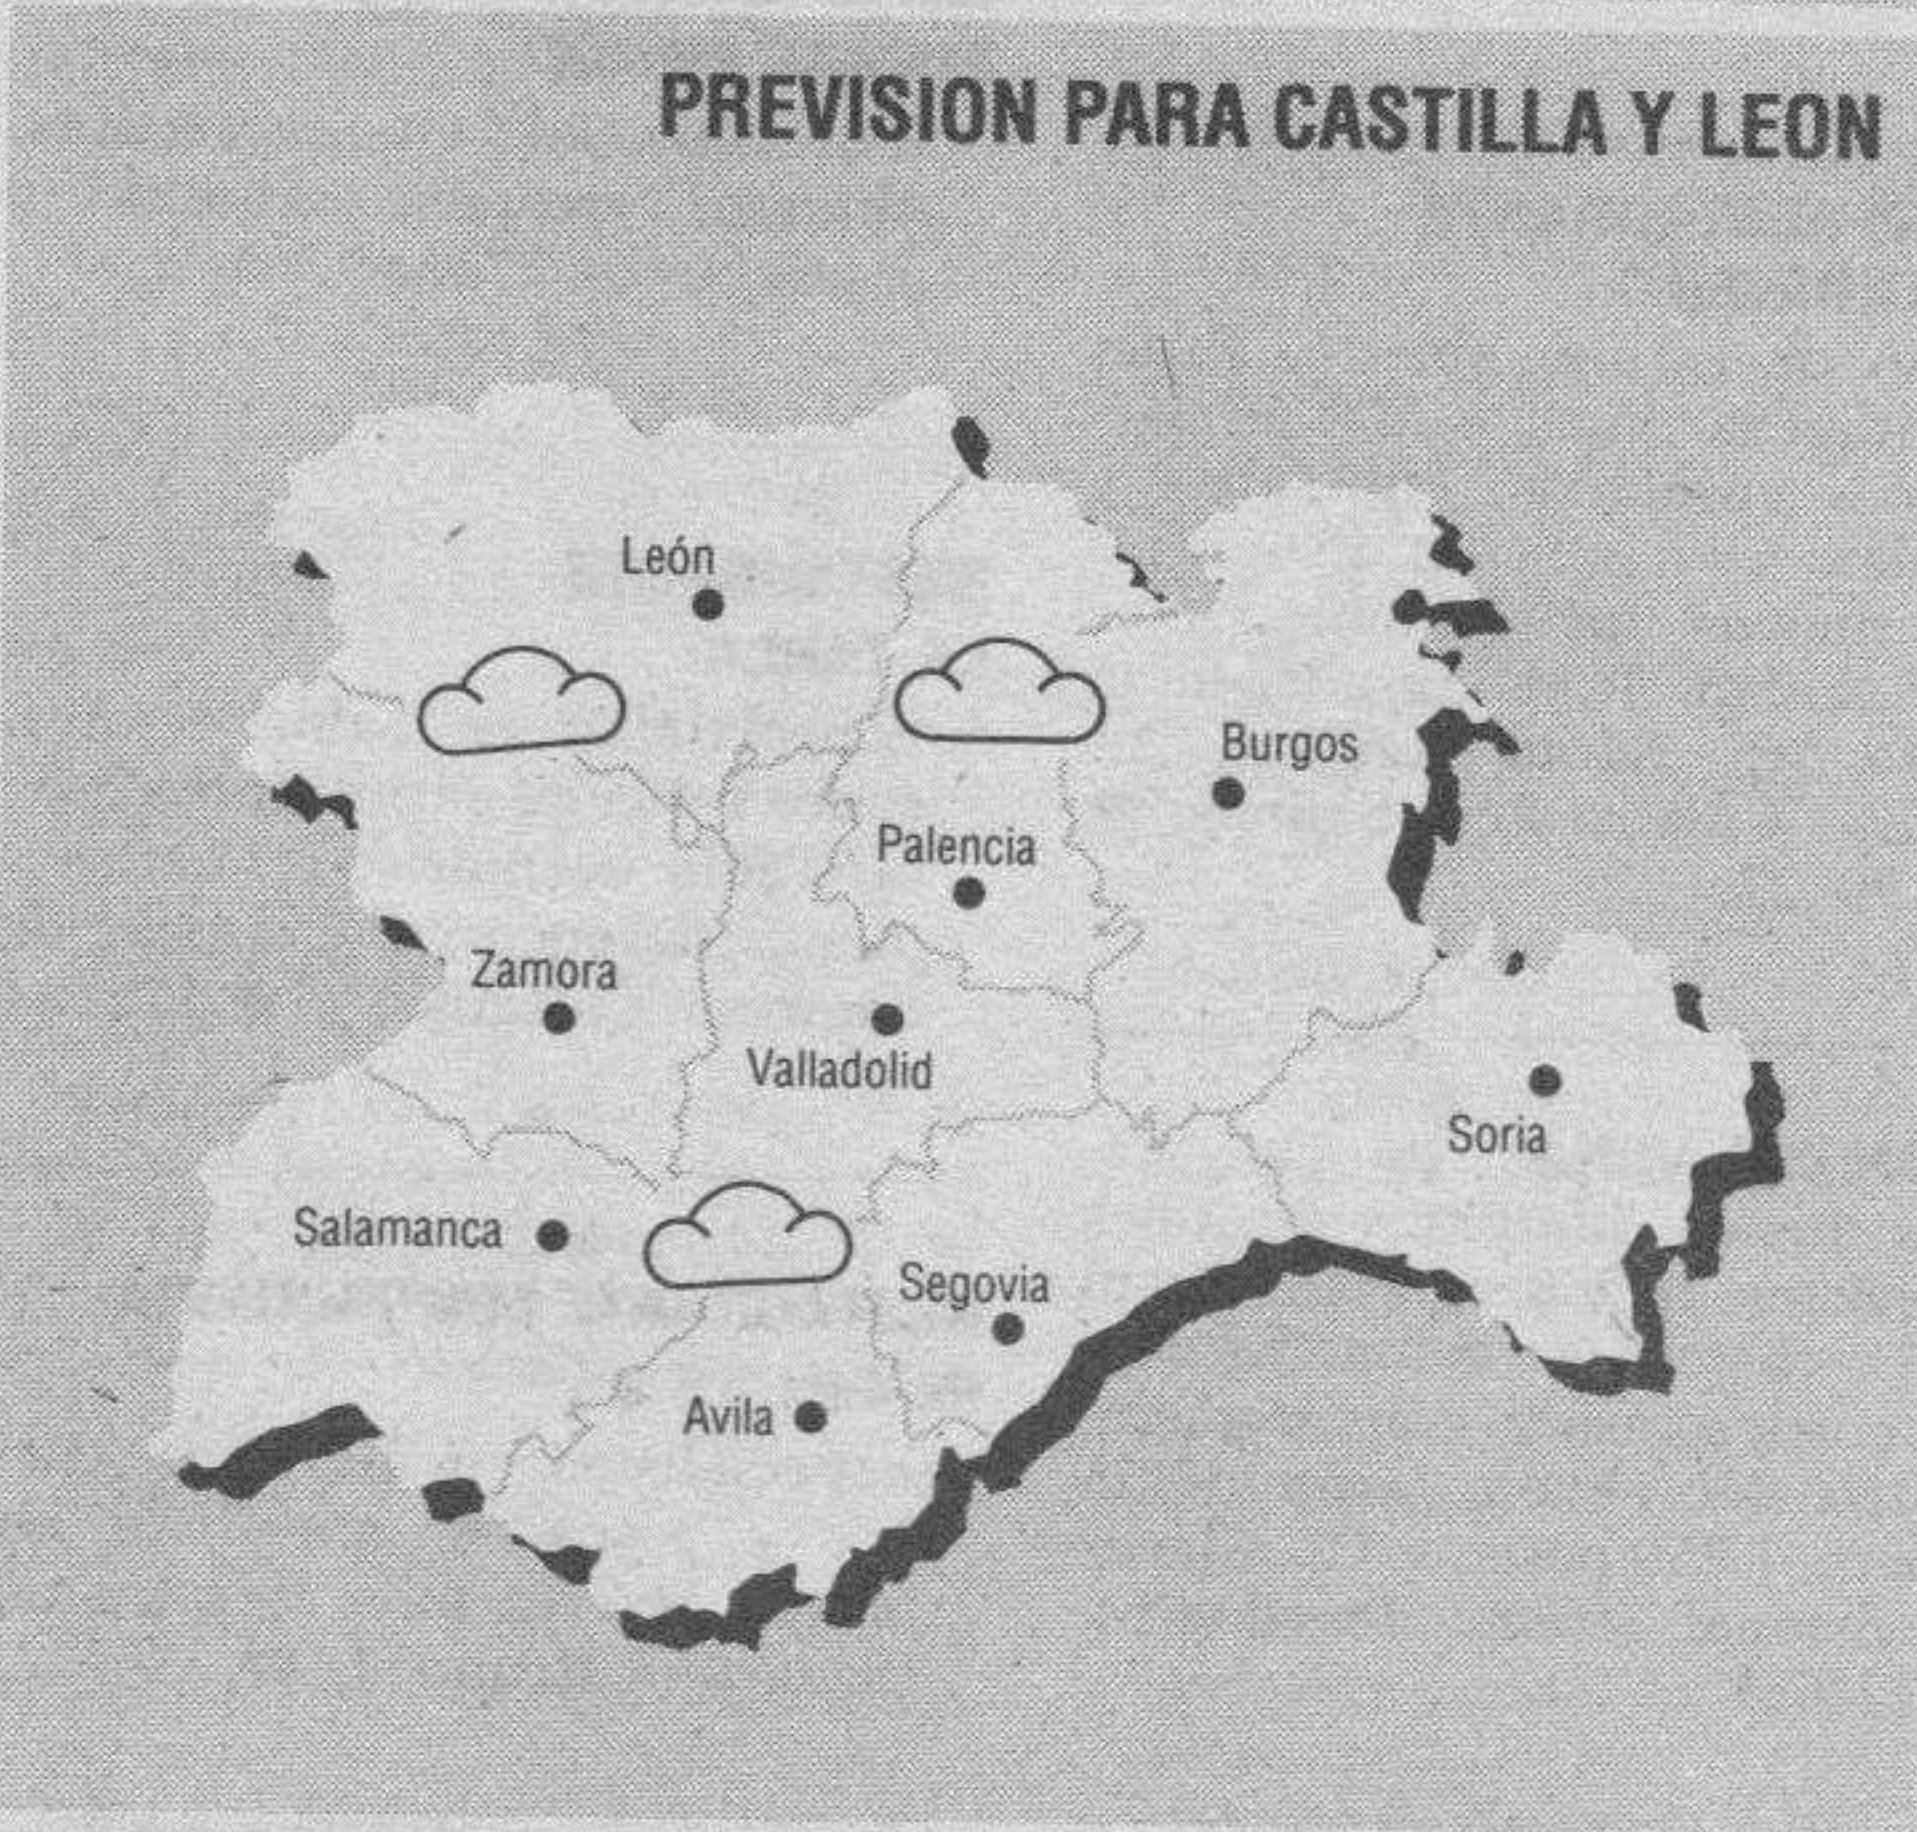 PREVISION PARA CASTILLA Y LEON
León
Burgos
Palencia
Zamora
Valladolid
Soria
Salamanca
Segovia
Avila